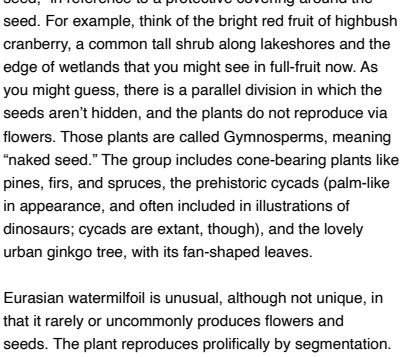 seed,” in reference to a protective covering around the
seed. For example, think of the bright red fruit of highbush
cranberry, a common tall shrub along lakeshores and the
edge of wetlands that you might see in full-fruit now. As
you might guess, there is a parallel division in which the
seeds aren’t hidden, and the plants do not reproduce via
flowers. Those plants are called Gymnosperms, meaning
“naked seed.” The group includes cone-bearing plants like
pines, firs, and spruces, the prehistoric cycads (palm-like
in appearance, and often included in illustrations of
dinosaurs; cycads are extant, though), and the lovely
urban ginkgo tree, with its fan-shaped leaves.
Eurasian watermilfoil is unusual, although not unique, in
that it rarely or uncommonly produces flowers and
seeds. The plant reproduces prolifically by segmentation.